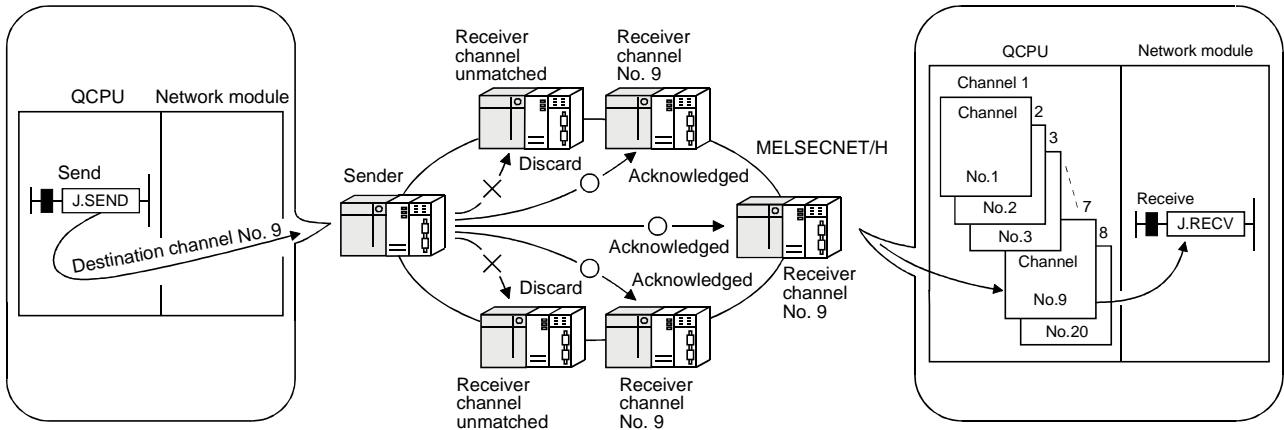 QCPU
Network module
Send
J.SEND
Destination channel No. 9
Sender
Receiver
channel
unmatched
Receiver
channel
No. 9
Discard
Acknowledged
MELSECNET/H
Acknowledged
Receiver
channel
No. 9
Acknowledged
Discard
Receiver
channel
unmatched
Receiver
channel
No. 9
QCPU
Network module
Channel 1
Channel
No.1
2
No.2
3
No.3
7
Channel
No.9
8
No.20
Receive
J.RECV